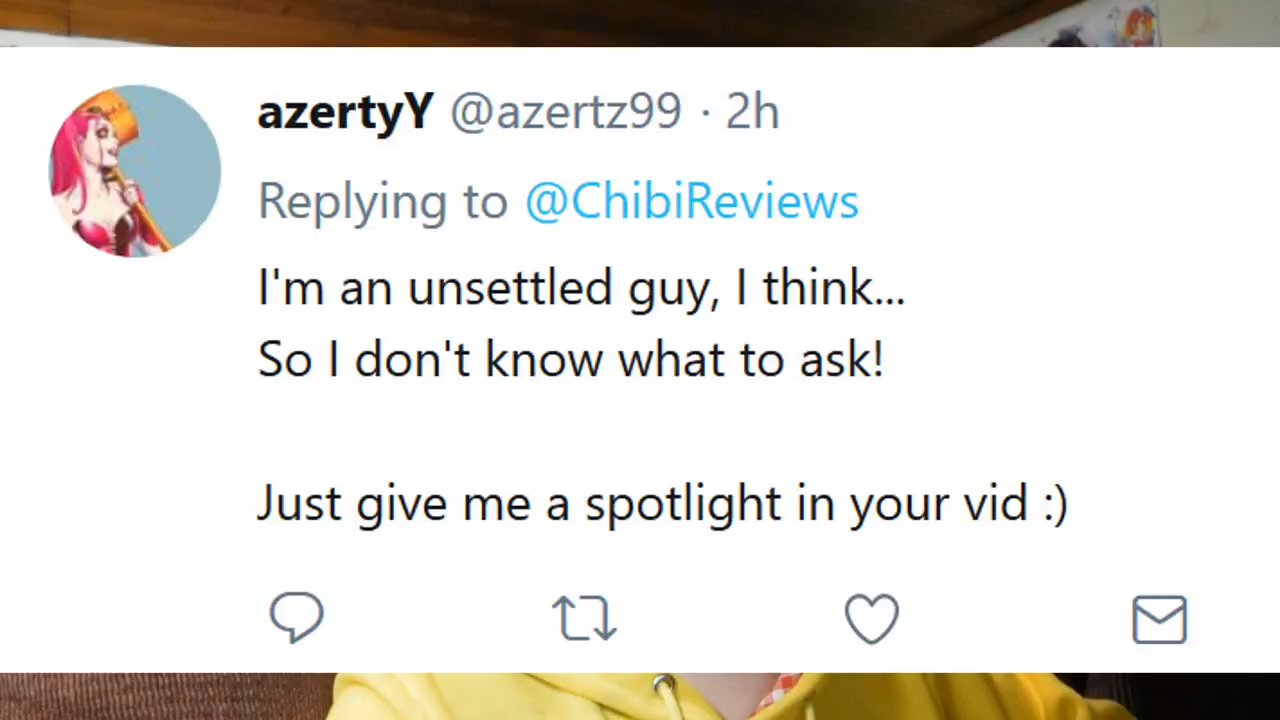 azertyY @azertz99 · 2h
Replying to @ChibiReviews
I'm an unsettled guy, I think...
So I don't know what to ask!
Just give me a spotlight in your vid :)